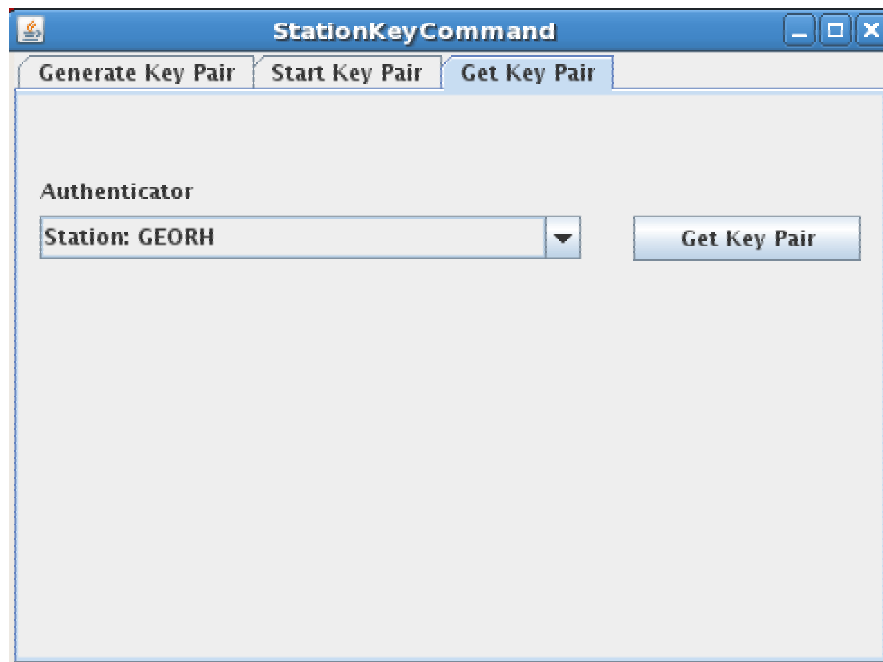 StationKeyCommand
Generate Key Pair Start Key Pair Get Key Pair
Authenticator
Station: GEORH Get Key Pair